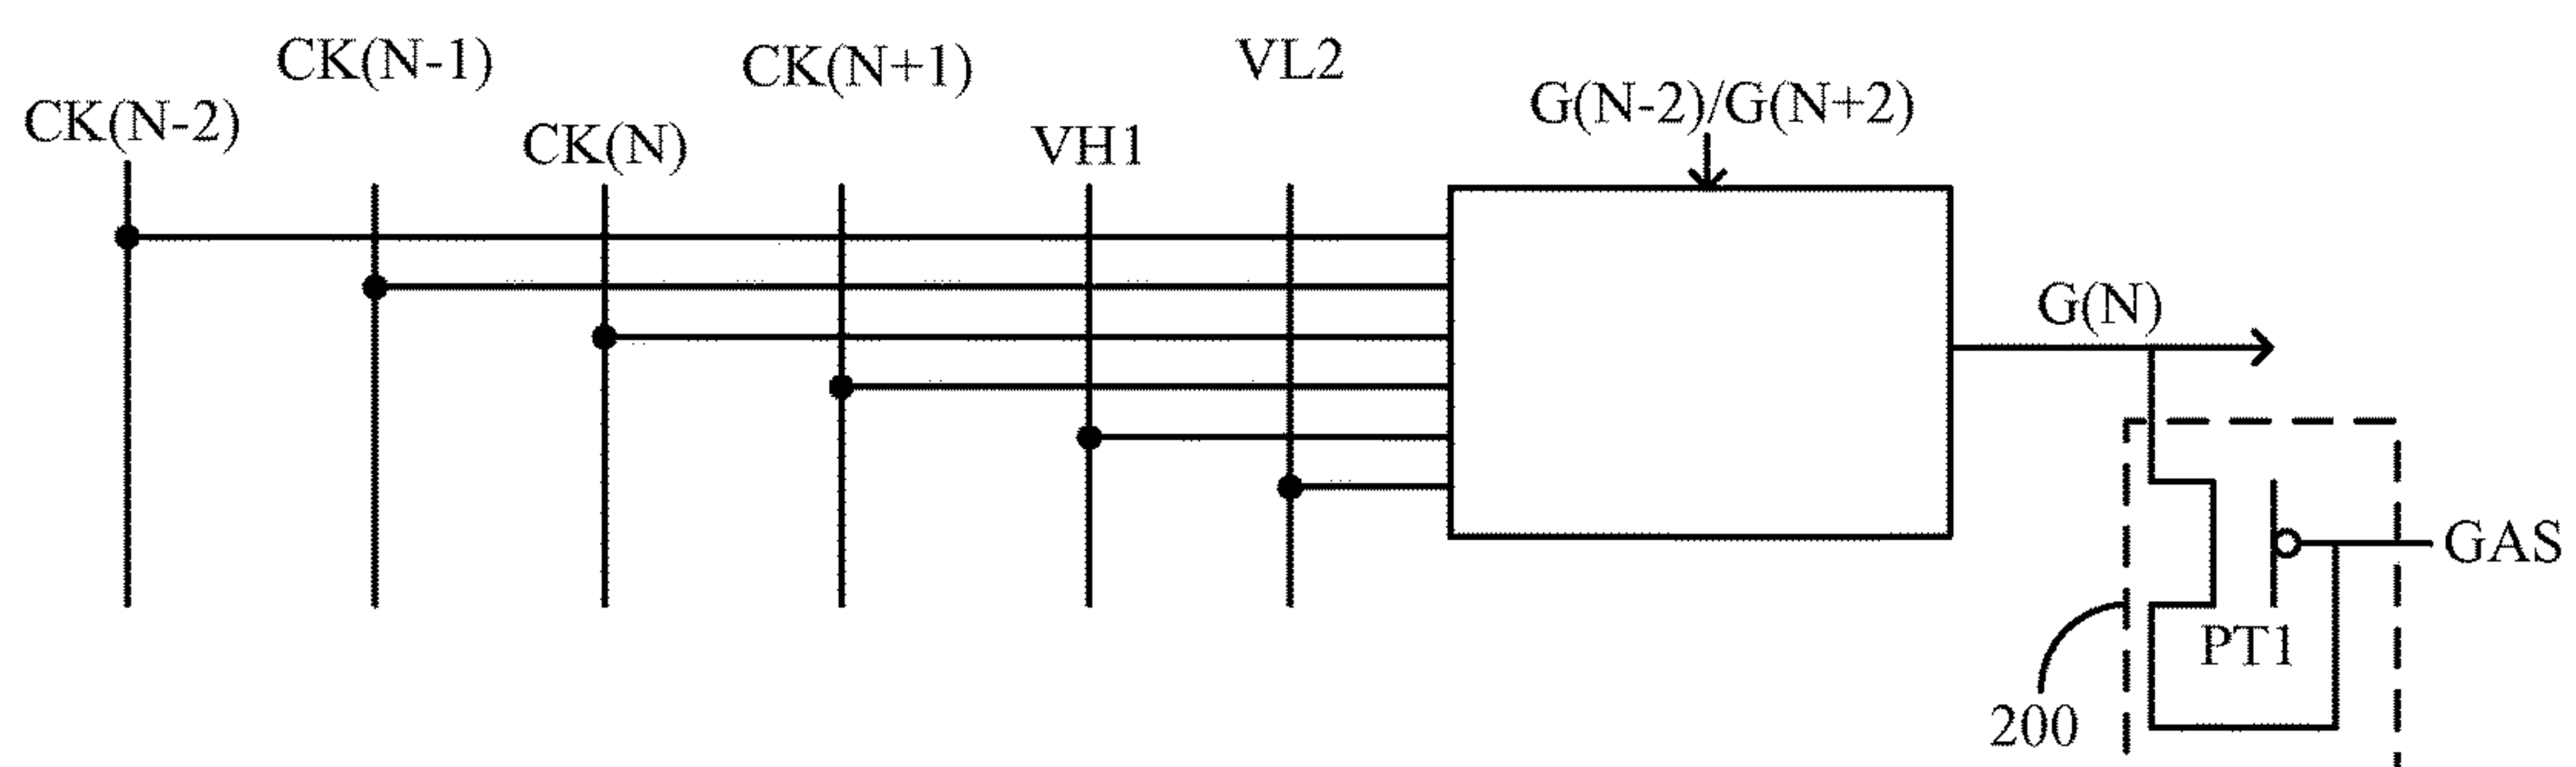 CK(N-2)
CK(N-1)
CK(N)
CK(N+1)
VH1
VL2
G(N-2)/G(N+2)
G(N)
GAS
PT1
200